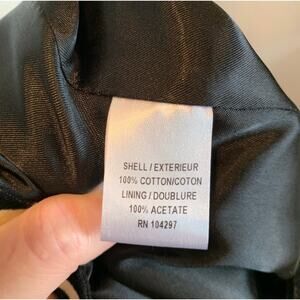 SHELL / EXTERIEUR
100% COTTON/COTON
LINING / DOUBLURE
100% ACETATE
RN 104297